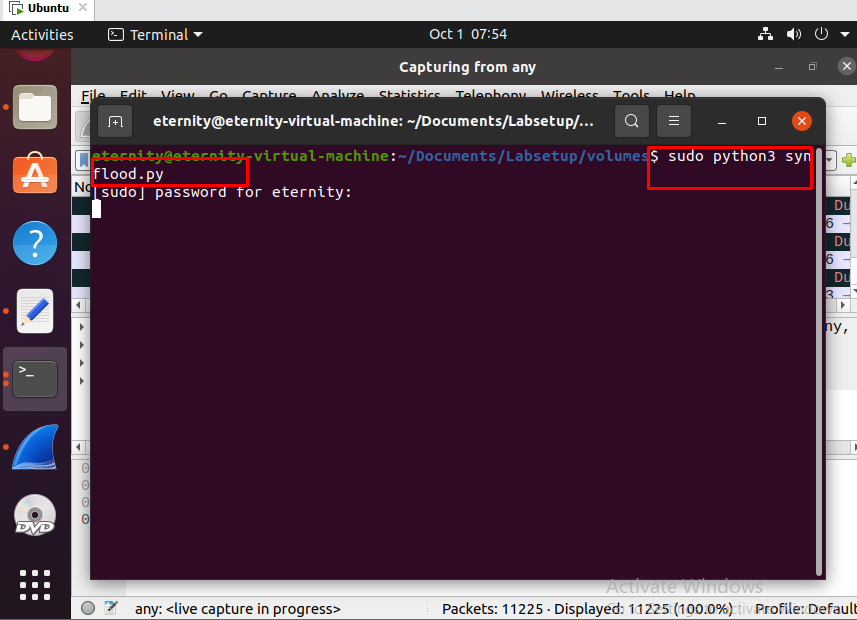 Ubuntu
Activities
Terminal
Oct 1 07:54
Capturing from any
File Edit View Go Capture Analyze Statistics Telephony Wireless Tools Help
eternity@eternity-virtual-machine: ~/Documents/Labsetup/...
eternity@eternity-virtual-machine:~/Documents/Labsetup/volumes$ sudo python3 syn
flood.py
[sudo] password for eternity:
No
Du
6
Du
6
Du
3
ny,
0
0
0
0
DVD
Activate Windows
any: <live capture in progress>
Packets: 11225 · Displayed: 11225 (100.0%)
Profile: Default